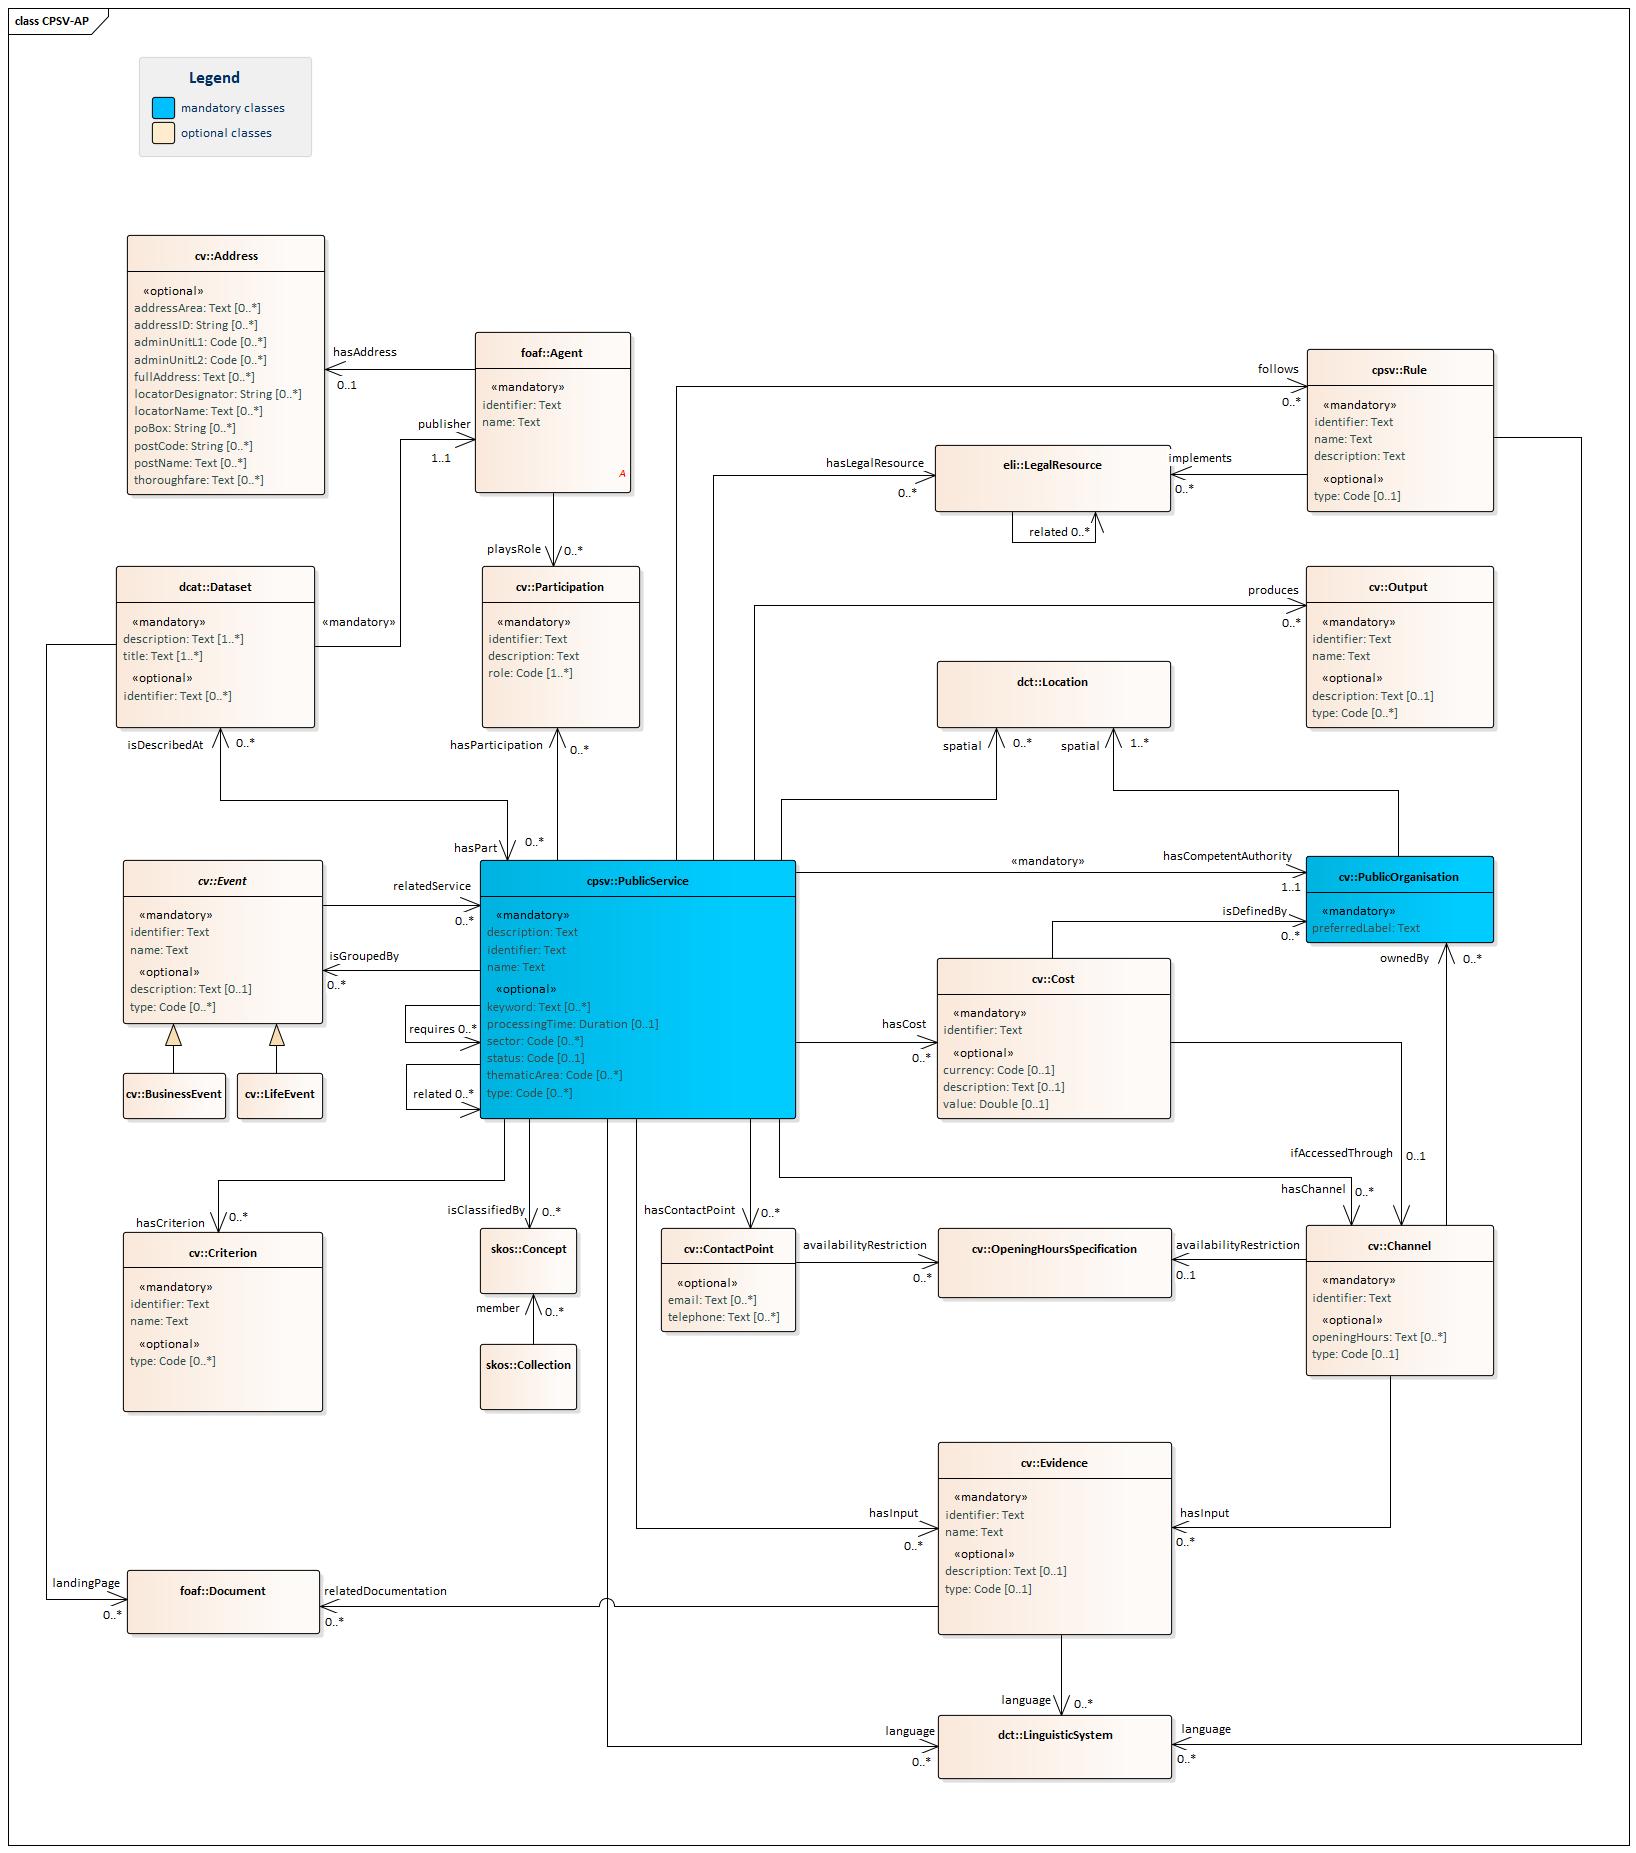 class CPSV-AP
Legend
mandatory classes
optional classes
cv::Address
«optional»
addressArea: Text [0..*]
addressID: String [0..*]
adminUnitL1: Code [0..*]
adminUnitL2: Code [0..*]
fullAddress: Text [0..*]
locatorDesignator: String [0..*]
locatorName: Text [0..*]
poBox: String [0..*]
postCode: String [0..*]
postName: Text [0..*]
thoroughfare: Text [0..*]
hasAddress
0..1
foaf::Agent
«mandatory»
identifier: Text
name: Text
A
publisher
1..1
«mandatory»
playsRole
0..*
follows
0..*
cpsv::Rule
«mandatory»
identifier: Text
name: Text
description: Text
«optional»
type: Code [0..1]
hasLegalResource
0..*
eli::LegalResource
implements
0..*
related 0..*
dcat::Dataset
«mandatory»
description: Text [1..*]
title: Text [1..*]
«optional»
identifier: Text [0..*]
isDescribedAt
0..*
cv::Participation
«mandatory»
identifier: Text
description: Text
role: Code [1..*]
hasParticipation
0..*
produces
0..*
cv::Output
«mandatory»
identifier: Text
name: Text
«optional»
description: Text [0..1]
type: Code [0..*]
dct::Location
spatial
0..*
spatial
1..*
hasPart
0..*
cv::Event
«mandatory»
identifier: Text
name: Text
«optional»
description: Text [0..1]
type: Code [0..*]
relatedService
0..*
isGroupedBy
0..*
requires 0..*
related 0..*
cv::BusinessEvent
cv::LifeEvent
cpsv::PublicService
«mandatory»
description: Text
identifier: Text
name: Text
«optional»
keyword: Text [0..*]
processingTime: Duration [0..1]
sector: Code [0..*]
status: Code [0..1]
thematicArea: Code [0..*]
type: Code [0..*]
«mandatory»
hasCompetentAuthority
1..1
cv::PublicOrganisation
«mandatory»
preferredLabel: Text
isDefinedBy
0..*
ownedBy
0..*
hasCost
0..*
cv::Cost
«mandatory»
identifier: Text
«optional»
currency: Code [0..1]
description: Text [0..1]
value: Double [0..1]
ifAccessedThrough
0..1
hasChannel
0..*
hasCriterion
0..*
cv::Criterion
«mandatory»
identifier: Text
name: Text
«optional»
type: Code [0..*]
isClassifiedBy
0..*
skos::Concept
member
0..*
skos::Collection
hasContactPoint
0..*
cv::ContactPoint
«optional»
email: Text [0..*]
telephone: Text [0..*]
availabilityRestriction
0..*
cv::OpeningHoursSpecification
availabilityRestriction
0..1
cv::Channel
«mandatory»
identifier: Text
«optional»
openingHours: Text [0..*]
type: Code [0..1]
hasInput
0..*
cv::Evidence
«mandatory»
identifier: Text
name: Text
«optional»
description: Text [0..1]
type: Code [0..1]
hasInput
0..*
landingPage
0..*
foaf::Document
relatedDocumentation
0..*
language
0..*
language
0..*
dct::LinguisticSystem
language
0..*